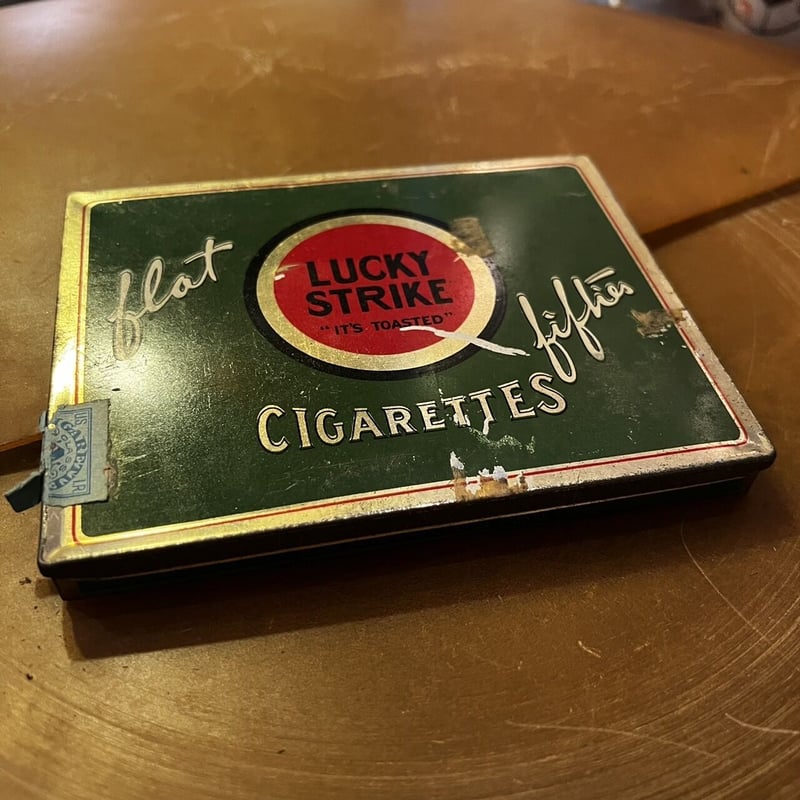 flat
LUCKY
STRIKE
"IT'S TOASTED"
fifties
CIGARETTES